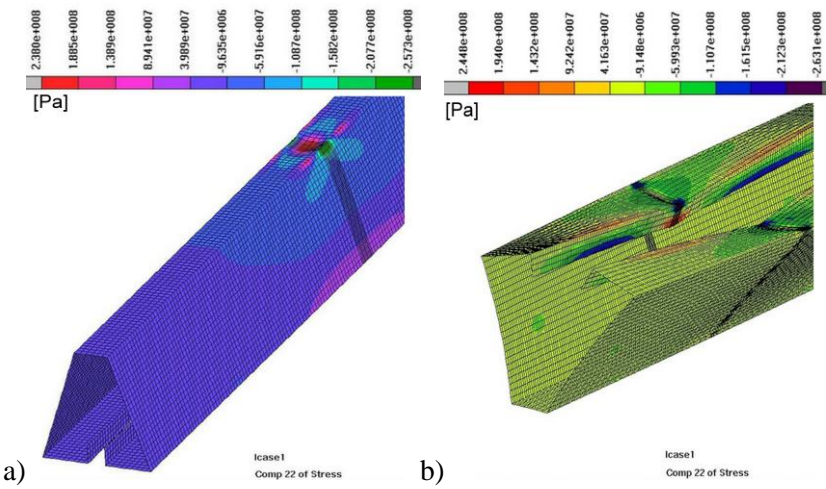 2.380e+008
1.885e+008
1.389e+008
8.941e+007
3.989e+007
-9.635e+006
-5.916e+007
-1.087e+008
-1.582e+008
-2.077e+008
-2.573e+008
[Pa]
lcase1
Comp 22 of Stress
a)
2.448e+008
1.940e+008
1.432e+008
9.242e+007
4.163e+007
-9.148e+006
-5.993e+007
-1.107e+008
-1.615e+008
-2.123e+008
-2.631e+008
[Pa]
lcase1
Comp 22 of Stress
b)